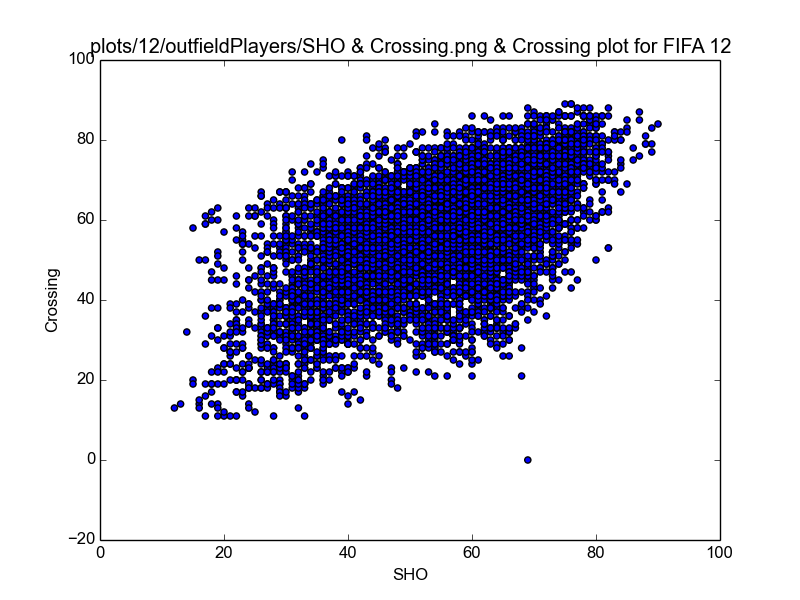 plots/12/outfieldPlayers/SHO & Crossing.png & Crossing plot for FIFA 12
100
80
60
40
20
0
−20
Crossing
0 20 40 60 80 100
SHO